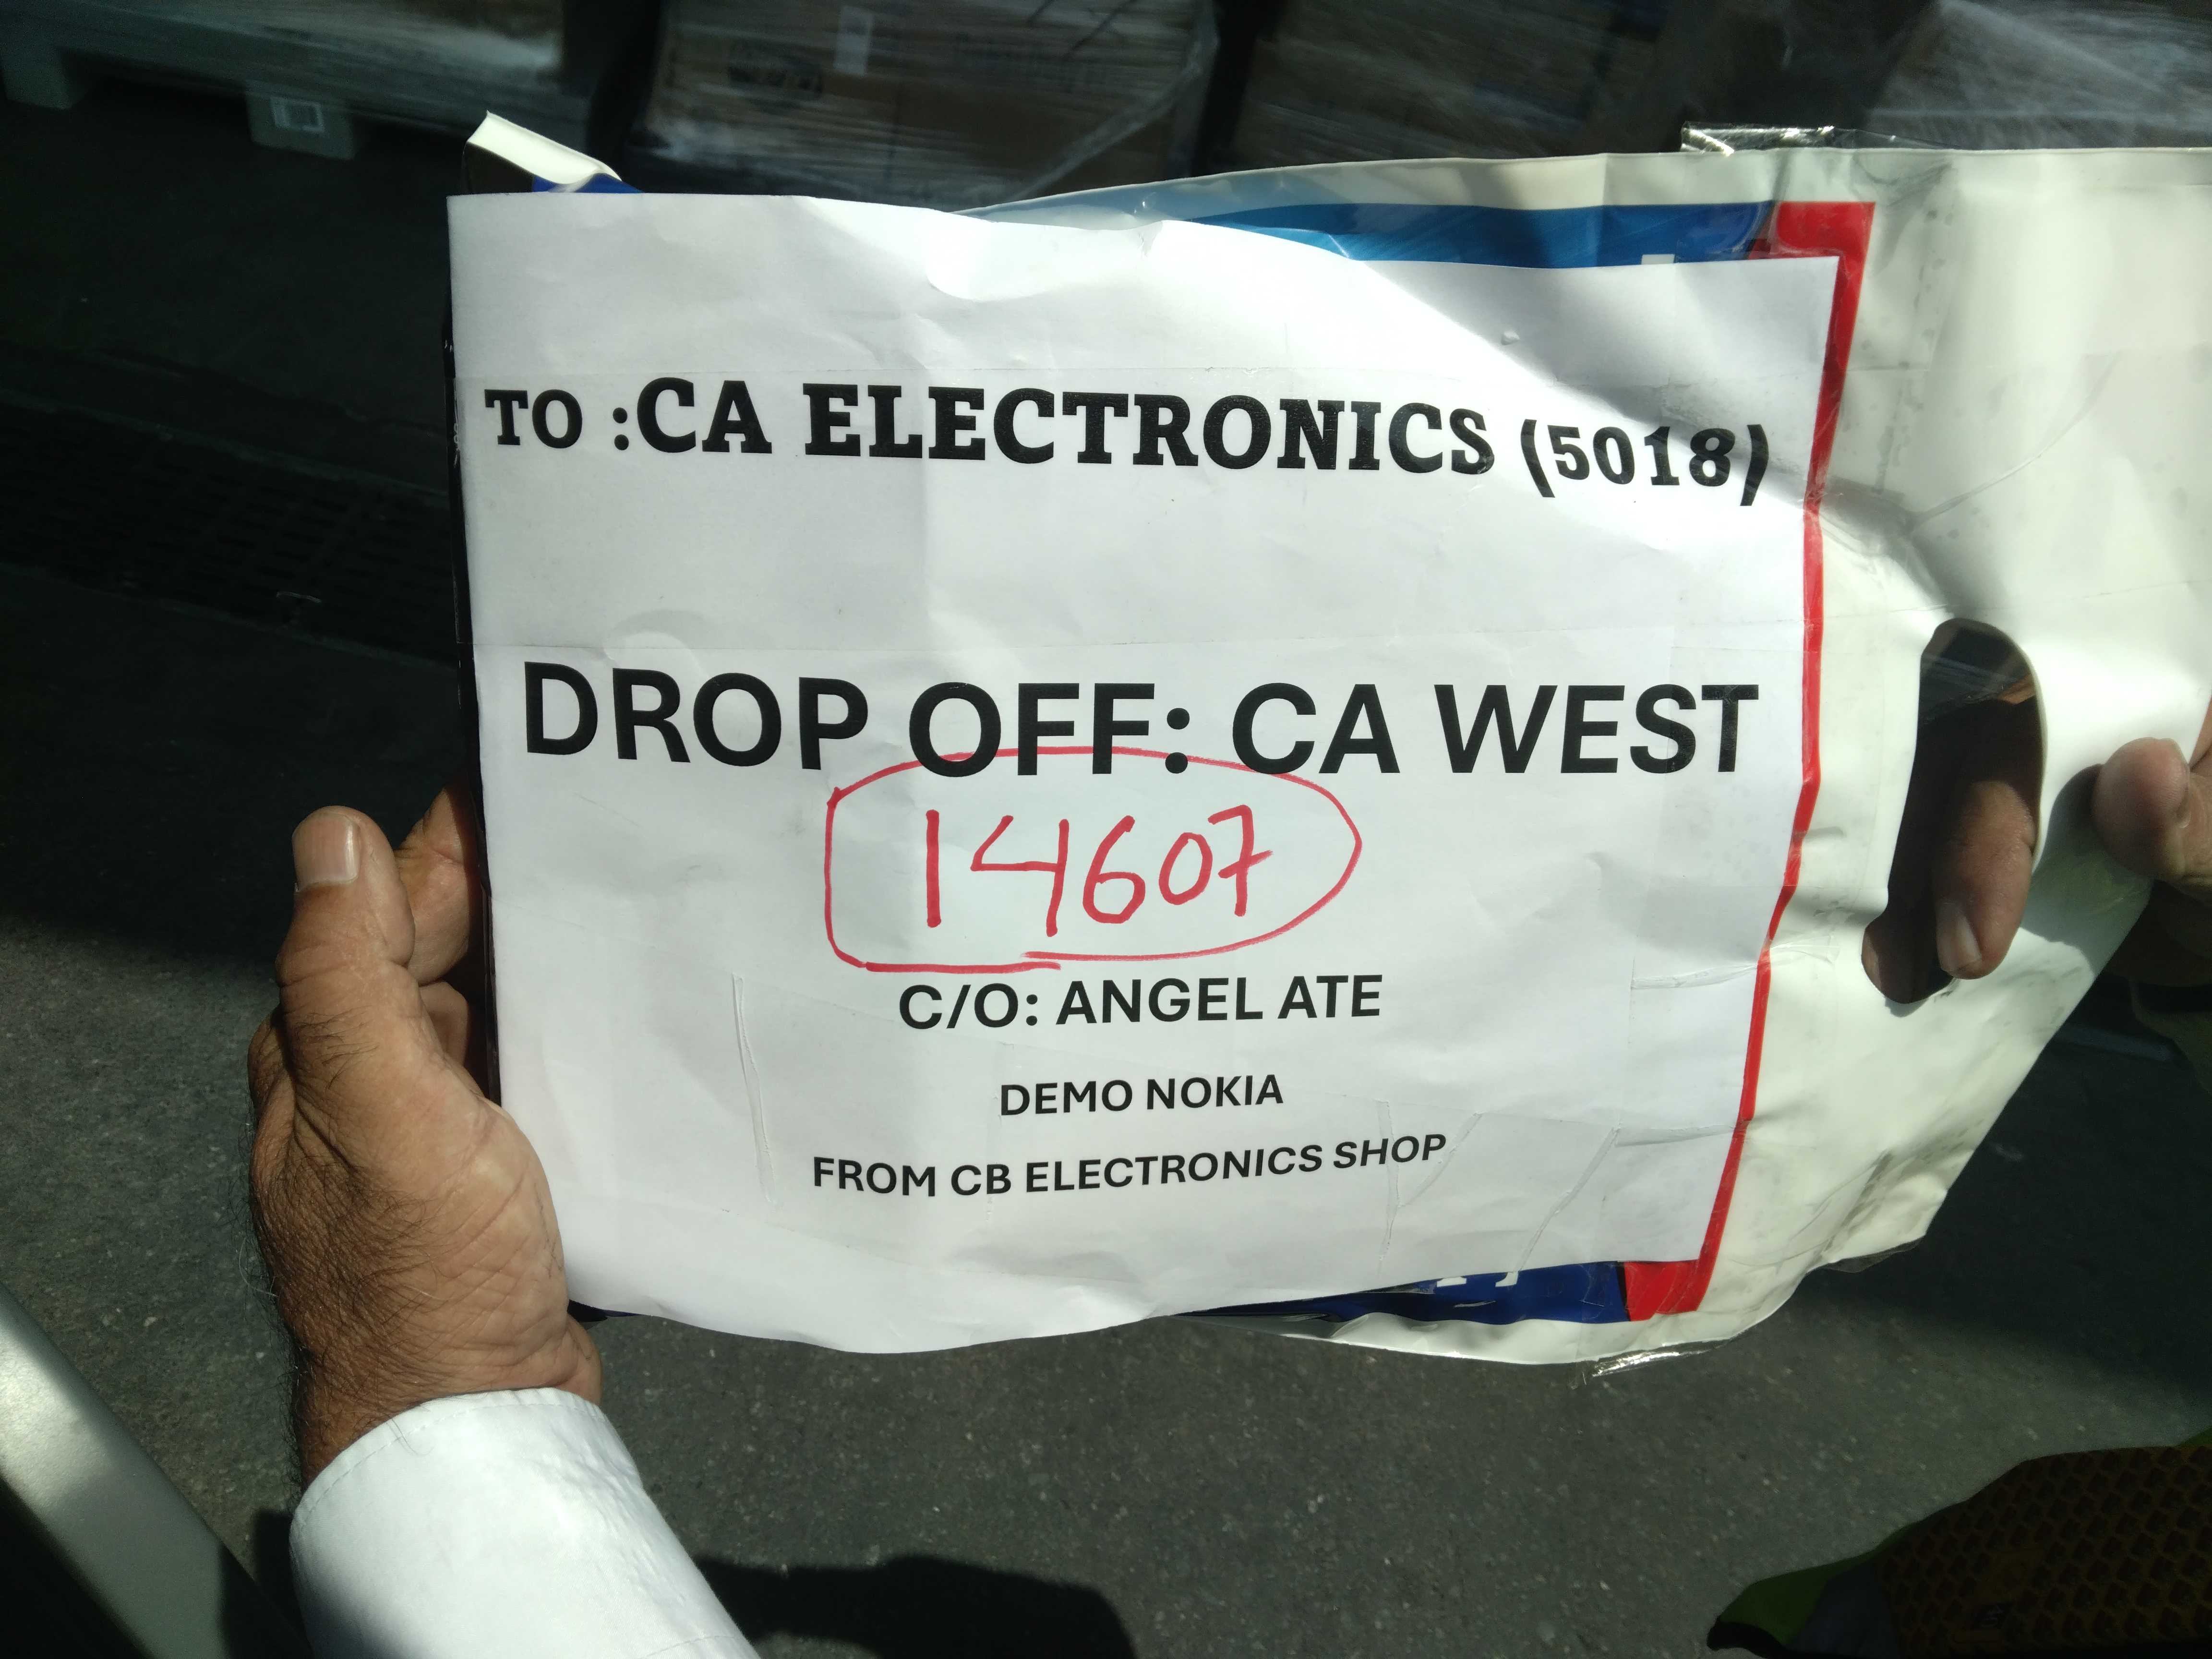 TO :CA ELECTRONICS (5018)
DROP OFF: CA WEST
14607
C/O: ANGEL ATE
DEMO NOKIA
FROM CB ELECTRONICS SHOP